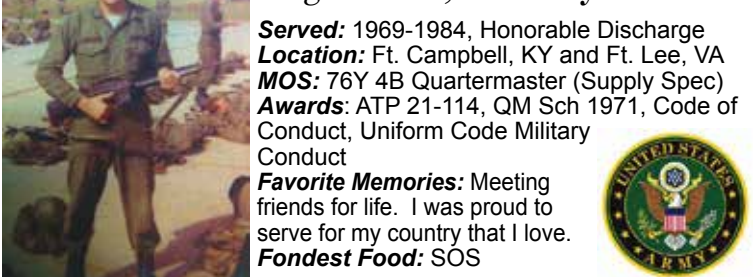 Served: 1969-1984, Honorable Discharge
Location: Ft. Campbell, KY and Ft. Lee, VA
MOS: 76Y 4B Quartermaster (Supply Spec)
Awards: ATP 21-114, QM Sch 1971, Code of
Conduct, Uniform Code Military
Conduct
Favorite Memories: Meeting
friends for life. I was proud to
serve for my country that I love.
Fondest Food: SOS
UNITED STATES
ARMY